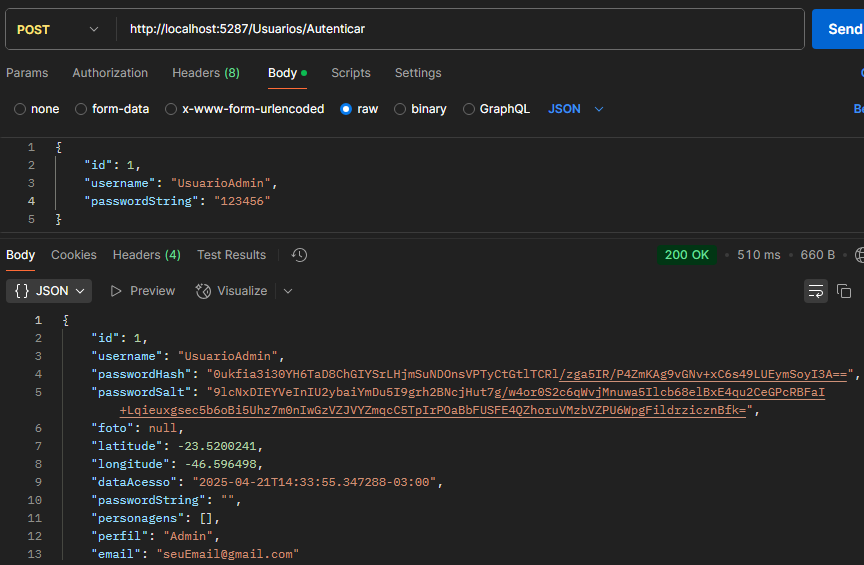 POST http://localhost:5287/Usuarios/Autenticar Send
Params Authorization Headers (8) Body Scripts Settings
none form-data x-www-form-urlencoded raw binary GraphQL JSON Be
1 {
2 "id": 1,
3 "username": "UsuarioAdmin",
4 "passwordString": "123456"
5 }
Body Cookies Headers (4) Test Results 200 OK • 510 ms • 660 B •
{} JSON Preview Visualize
1 {
2 "id": 1,
3 "username": "UsuarioAdmin",
4 "passwordHash": "0ukfia3i30YH6TaD8ChGIYSrLHjmSuNDOnsVPTyCtGtlTCRl/zga5IR/P4ZmKAg9vGNv+xC6s49LUEymSoyI3A==",
5 "passwordSalt": "9lcNxDIEYVeInIU2ybaiYmDu5I9grh2BNcjHut7g/w4or0S2c6qWvjMnuwa5Ilcb68elBxE4qu2CeGPcRBFaI
+Lqieuxgsec5b6oBi5Uhz7m0nIwGzVZJVYZmqcC5TpIrPOaBbFUSFE4QZhoruVMzbVZPU6WpgFildrzicznBfk=",
6 "foto": null,
7 "latitude": -23.5200241,
8 "longitude": -46.596498,
9 "dataAcesso": "2025-04-21T14:33:55.347288-03:00",
10 "passwordString": "",
11 "personagens": [],
12 "perfil": "Admin",
13 "email": "seuEmail@gmail.com"